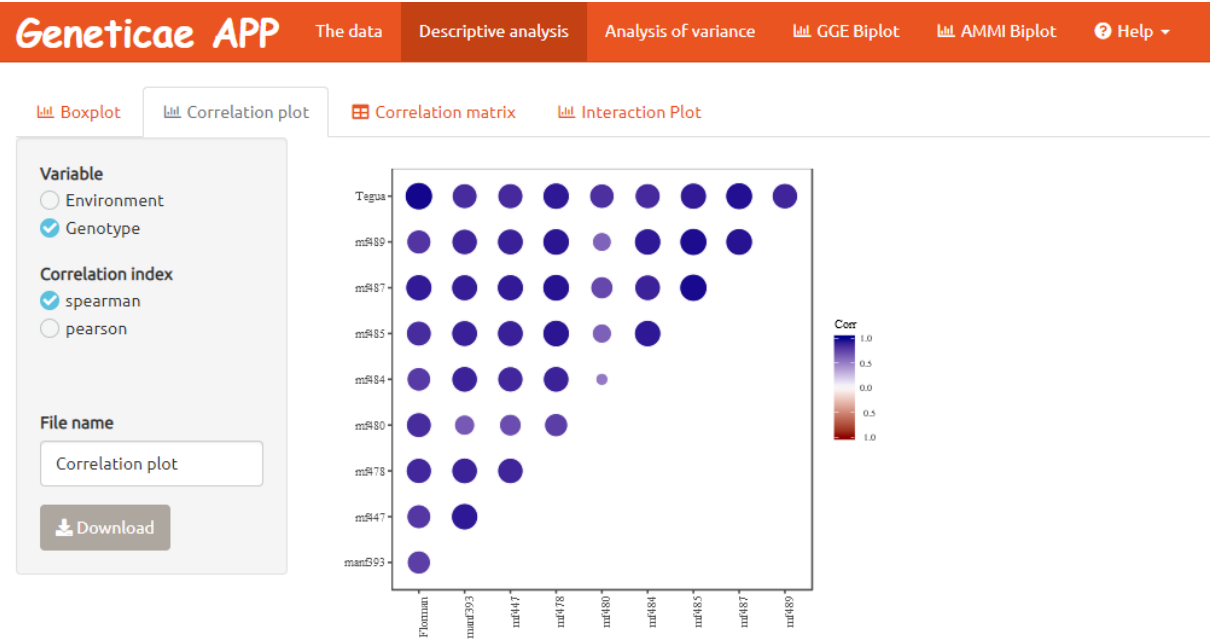 Geneticae APP
The data
Descriptive analysis
Analysis of variance
GGE Biplot
AMMI Biplot
Help
Boxplot
Correlation plot
Correlation matrix
Interaction Plot
Variable
Environment
Genotype
Correlation index
spearman
pearson
File name
Correlation plot
Download
Tegua
mf489
mf487
mf485
mf484
mf480
mf478
mf447
manf393
Florman
manf393
mf447
mf478
mf480
mf484
mf485
mf487
mf489
Corr
1.0
0.5
0.0
0.5
1.0